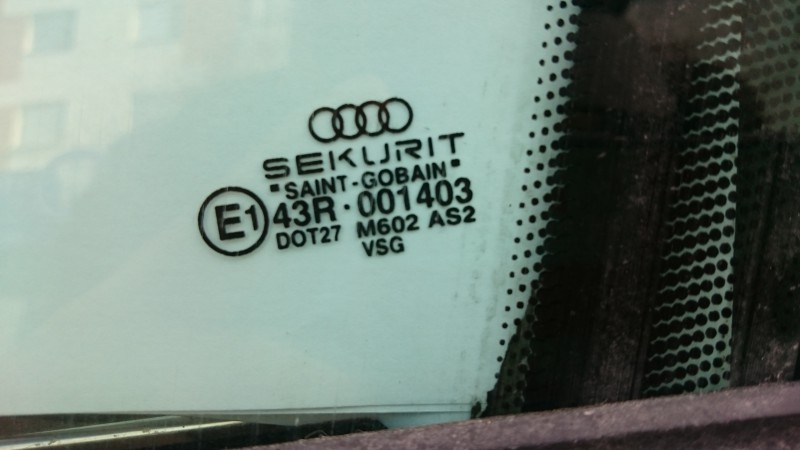 SEKURIT
"SAINT-GOBAIN"
E1 43R·001403
DOT27 M602 AS2
VSG